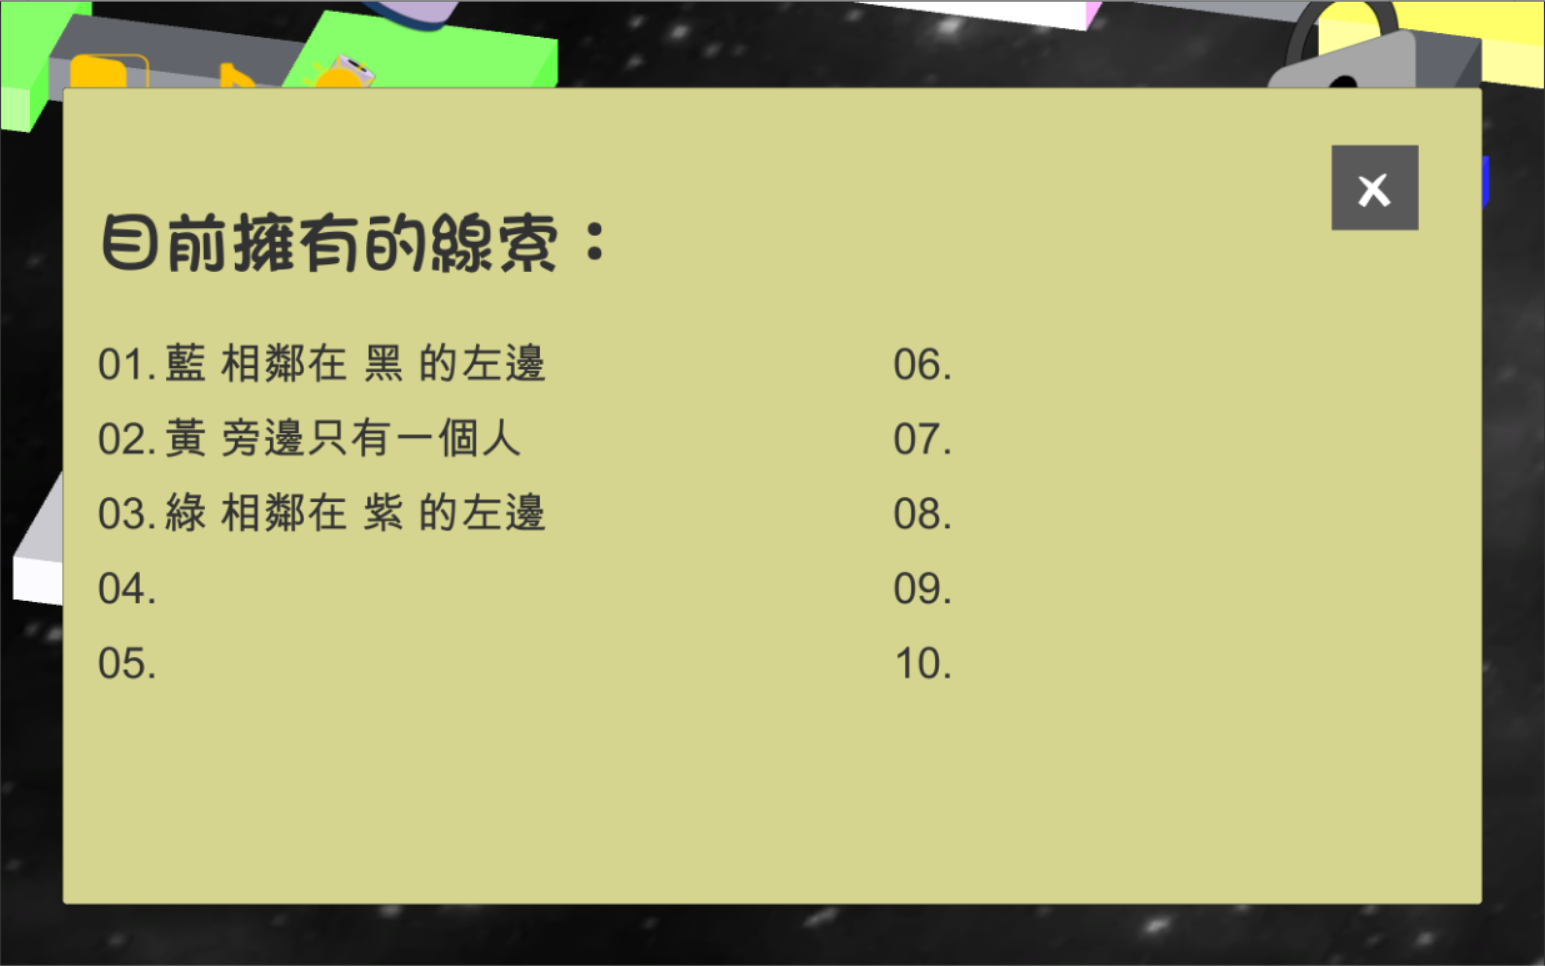 目前擁有的線索：
01. 藍 相鄰在 黑 的左邊
02. 黃 旁邊只有一個人
03. 綠 相鄰在 紫 的左邊
04.
05.
06.
07.
08.
09.
10.